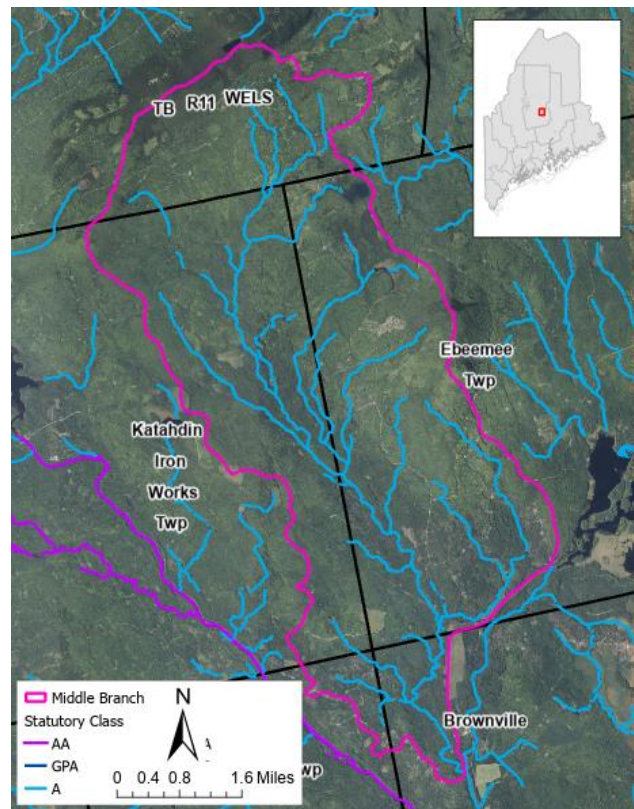 TB R11 WELS
Ebeemee
Twp
Katahdin
Iron
Works
Twp
Brownville
Middle Branch
Statutory Class
AA
GPA
A
N
0 0.4 0.8 1.6 Miles